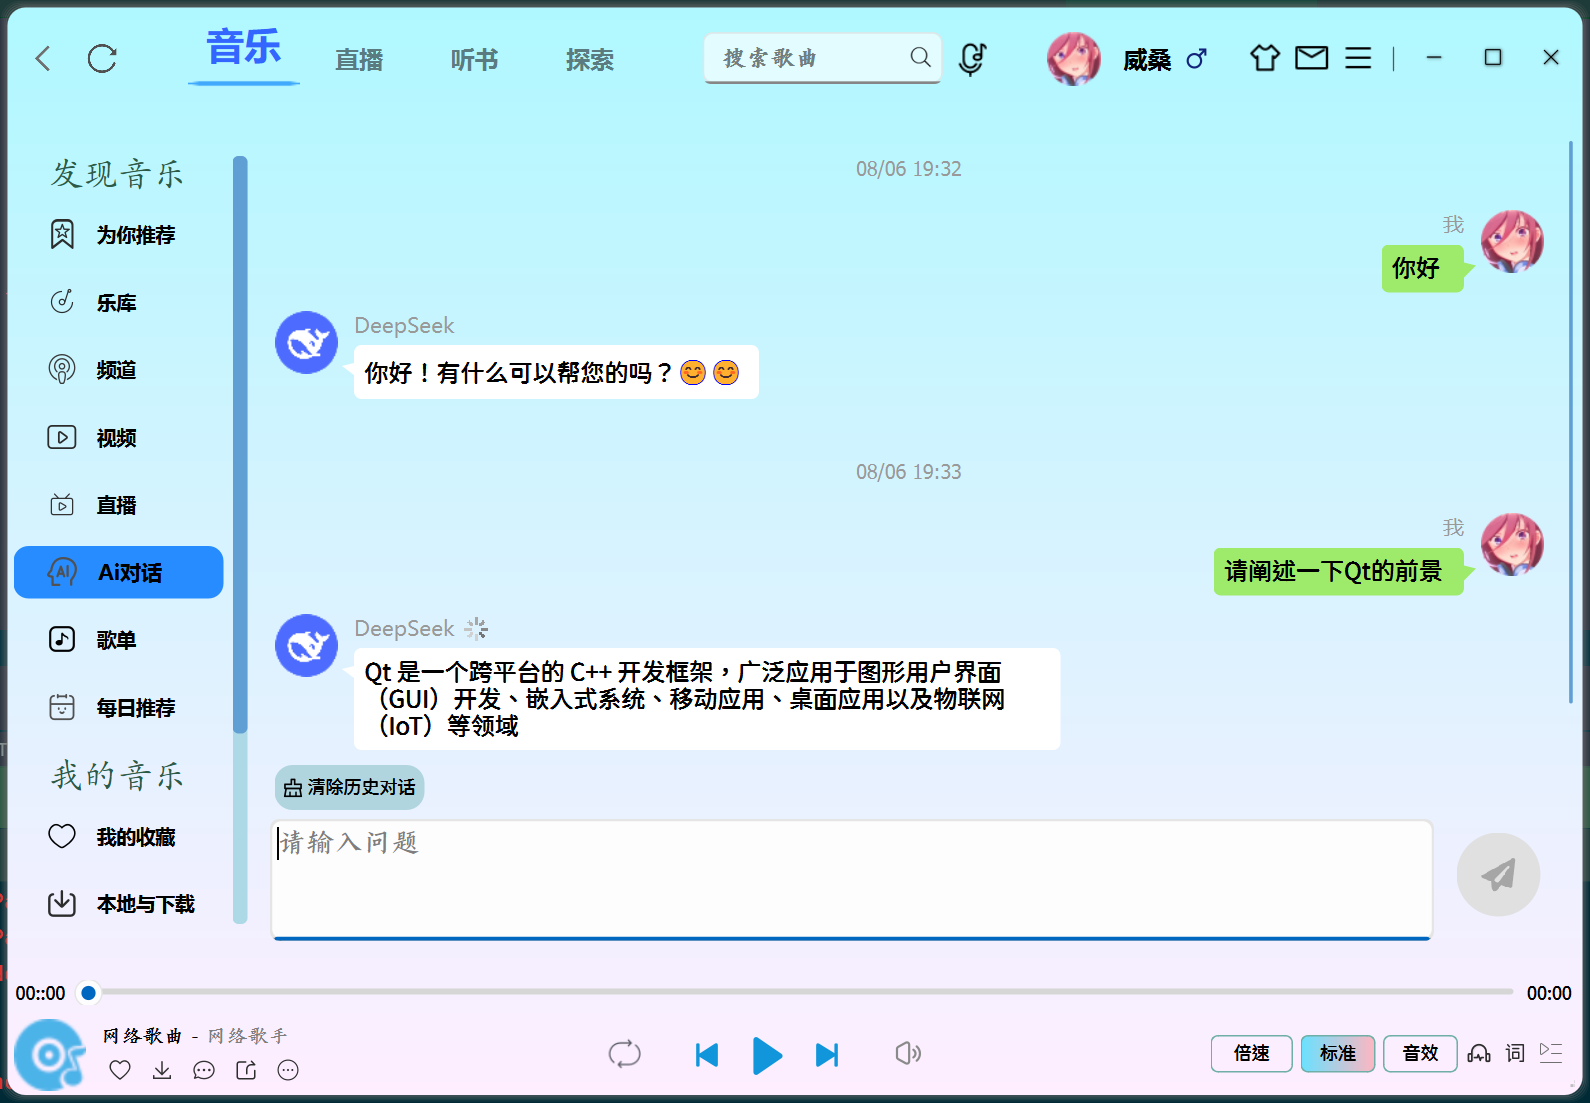 音乐
直播
听书
探索
搜索歌曲
威桑
发现音乐
为你推荐
乐库
频道
视频
直播
Ai对话
歌单
每日推荐
我的音乐
我的收藏
本地与下载
08/06 19:32
我
你好
DeepSeek
你好！有什么可以帮您的吗？😊😊
08/06 19:33
我
请阐述一下Qt的前景
DeepSeek
Qt 是一个跨平台的 C++ 开发框架，广泛应用于图形用户界面
（GUI）开发、嵌入式系统、移动应用、桌面应用以及物联网
（IoT）等领域
清除历史对话
请输入问题
00::00
00:00
网络歌曲 - 网络歌手
倍速
标准
音效
词